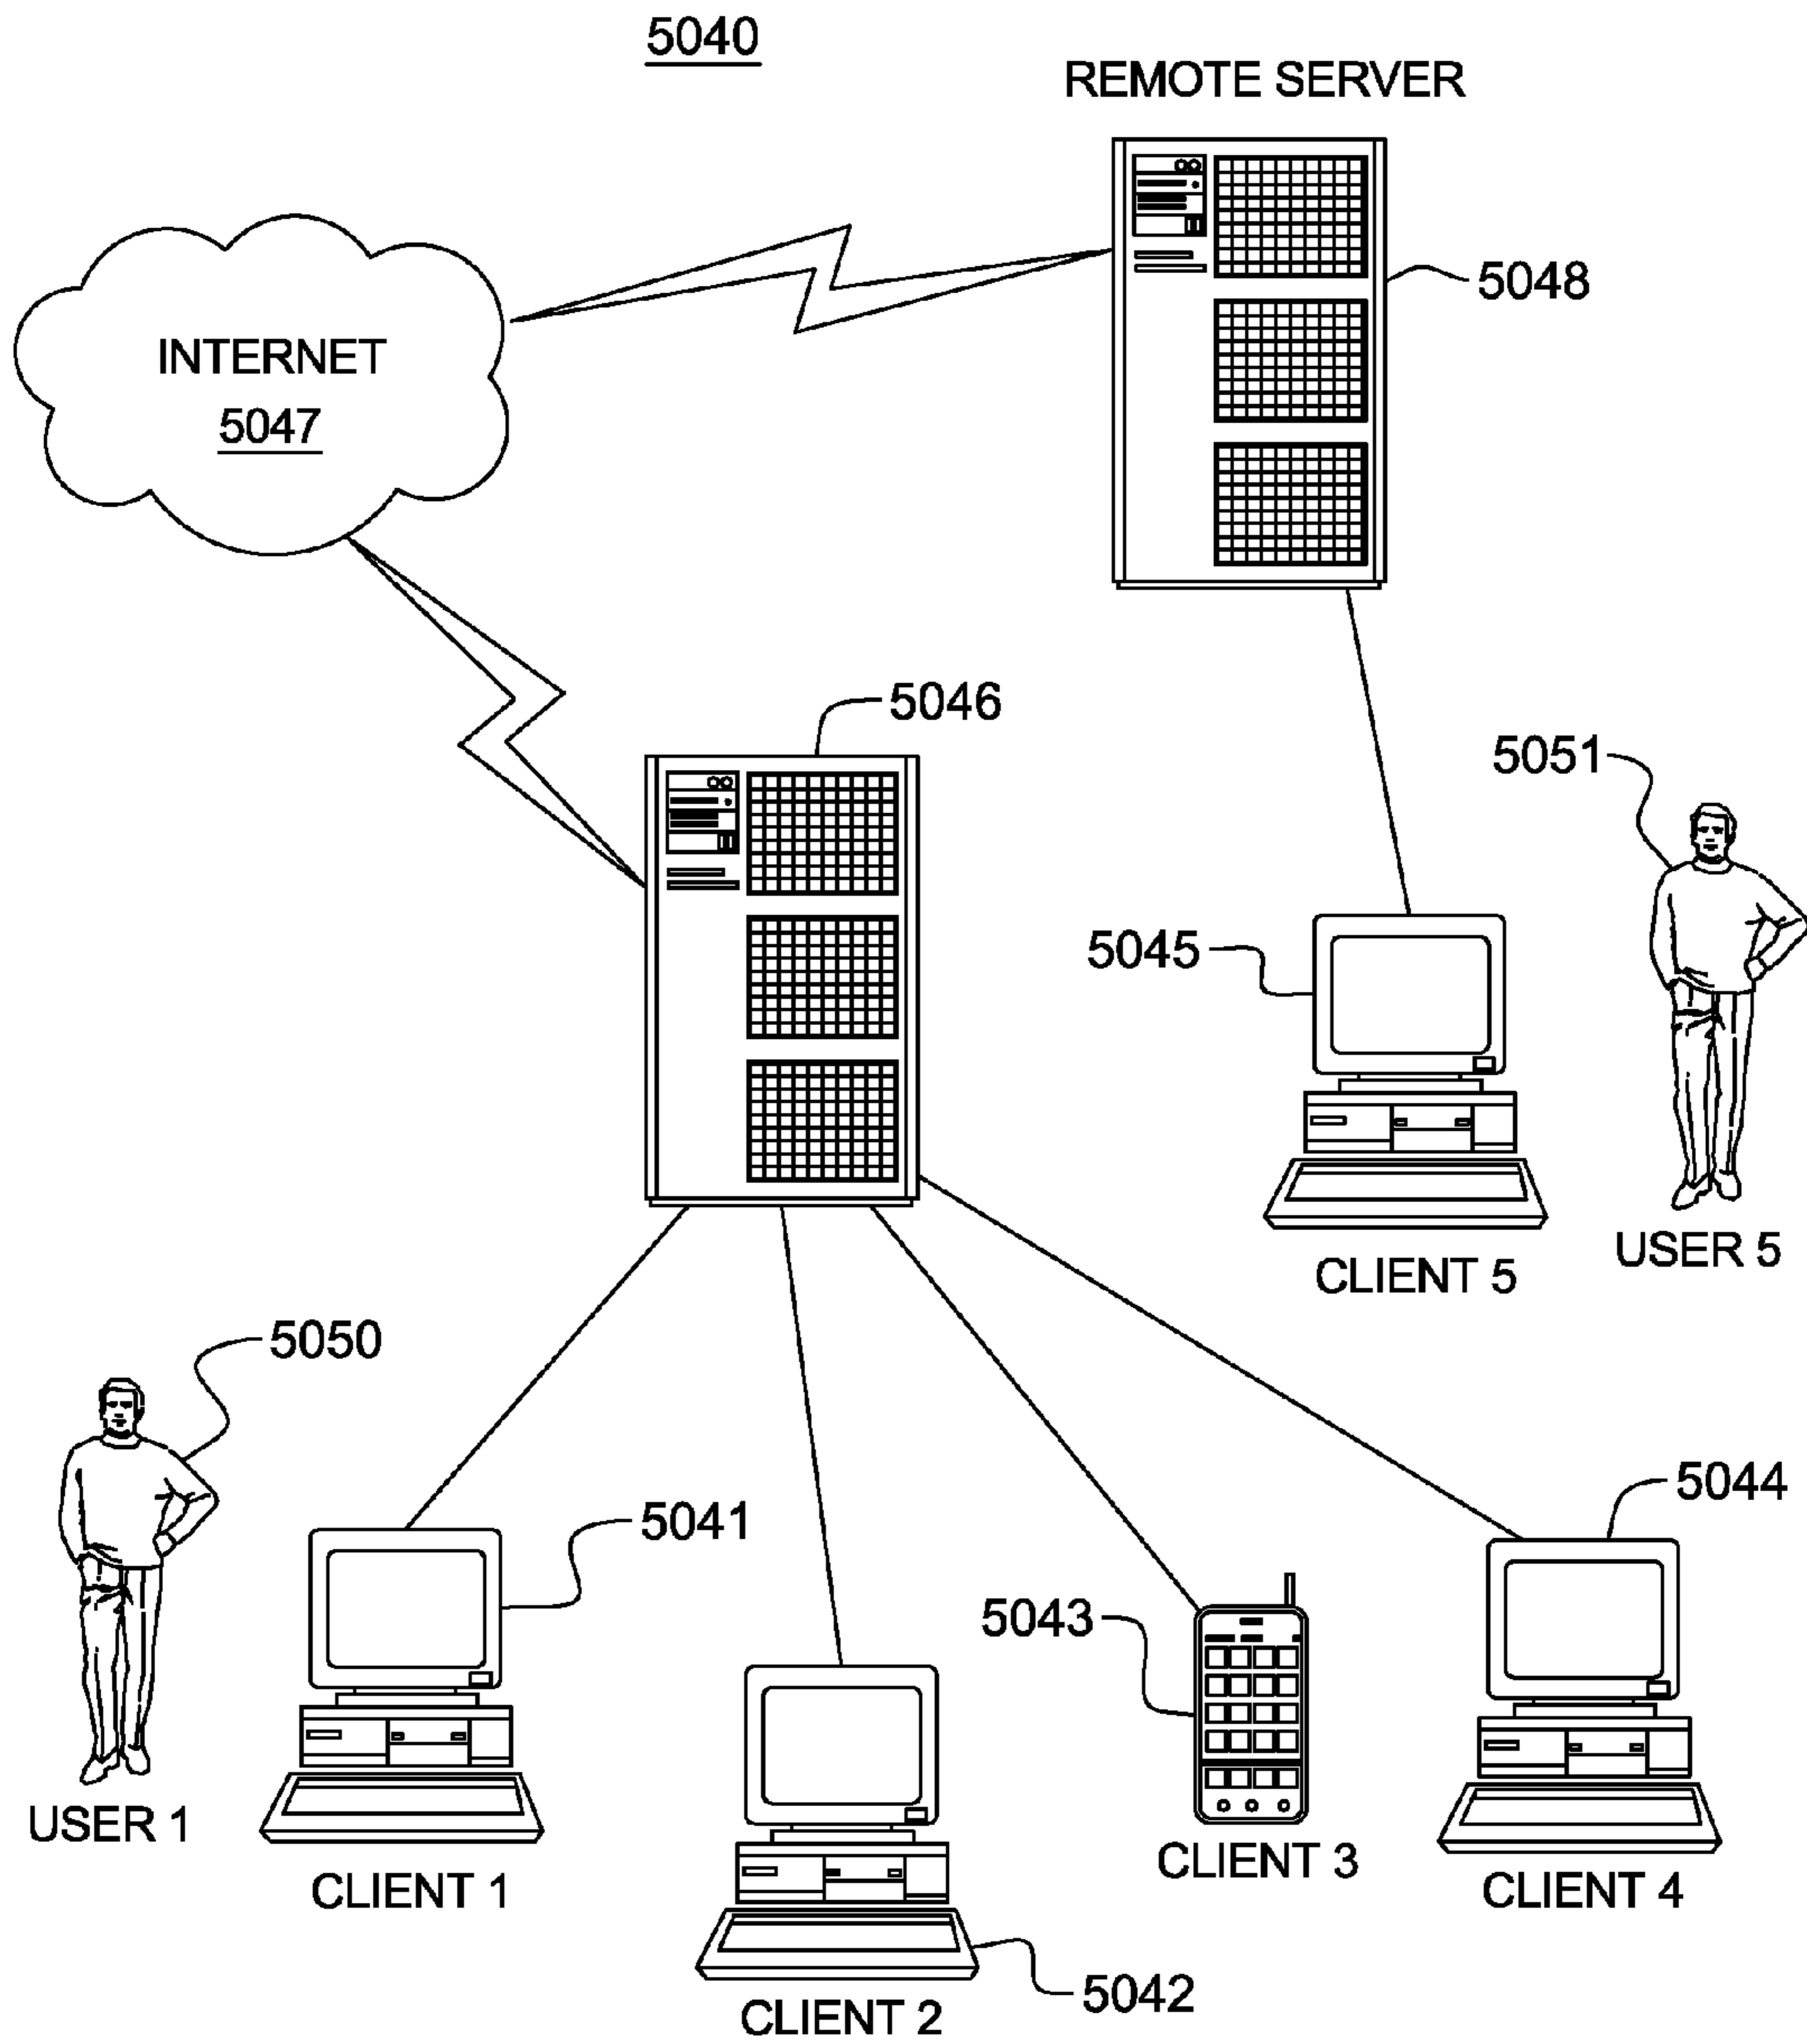 5040
REMOTE SERVER
5048
INTERNET
5047
5046
5051
5045
CLIENT 5
USER 5
5050
5041
5044
5043
USER 1
CLIENT 1
CLIENT 3
CLIENT 4
5042
CLIENT 2